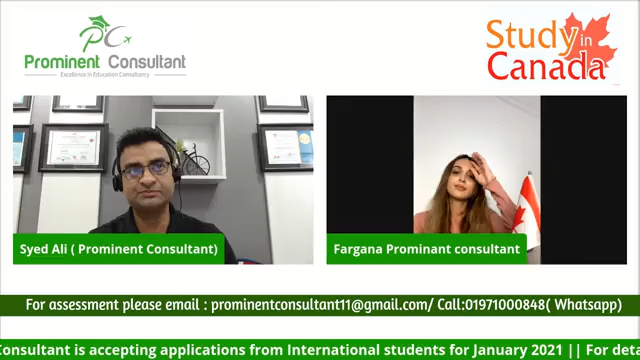 PC
Prominent Consultant
Excellence in Education Consultancy
Study in
Canada
Syed Ali ( Prominent Consultant)
Fargana Prominant consultant
For assessment please email : prominentconsultant11@gmail.com/ Call:01971000848( Whatsapp)
Consultant is accepting applications from International students for January 2021 || For deta